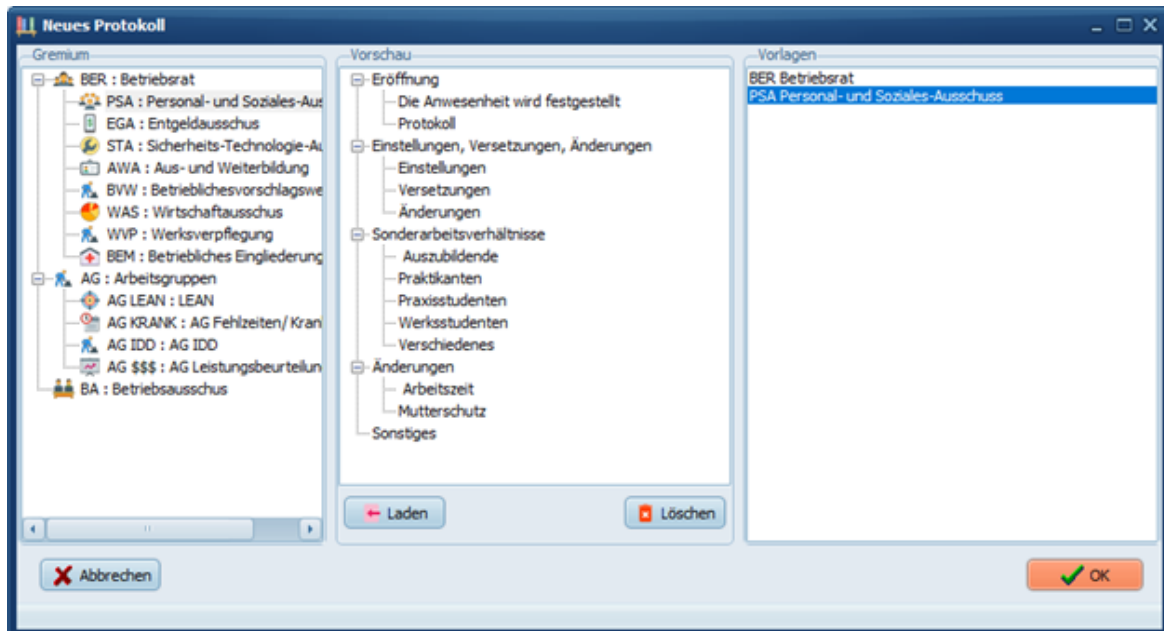 Neues Protokoll
Gremium
BER : Betriebsrat
PSA : Personal- und Soziales-Aus
EGA : Entgeldausschus
STA : Sicherheits-Technologie-Au
AWA : Aus- und Weiterbildung
BVW : Betrieblichesvorschlagswe
WAS : Wirtschaftausschus
WVP : Werksverpflegung
BEM : Betriebliches Eingliederung
AG : Arbeitsgruppen
AG LEAN : LEAN
AG KRANK : AG Fehlzeiten/ Kran
AG IDD : AG IDD
AG $$$ : AG Leistungsbeurteilun
BA : Betriebsausschus
Vorschau
Eröffnung
Die Anwesenheit wird festgestellt
Protokoll
Einstellungen, Versetzungen, Änderungen
Einstellungen
Versetzungen
Änderungen
Sonderarbeitsverhältnisse
Auszubildende
Praktikanten
Praxisstudenten
Werksstudenten
Verschiedenes
Änderungen
Arbeitszeit
Mutterschutz
Sonstiges
Laden
Löschen
Vorlagen
BER Betriebsrat
PSA Personal- und Soziales-Ausschuss
Abbrechen
OK